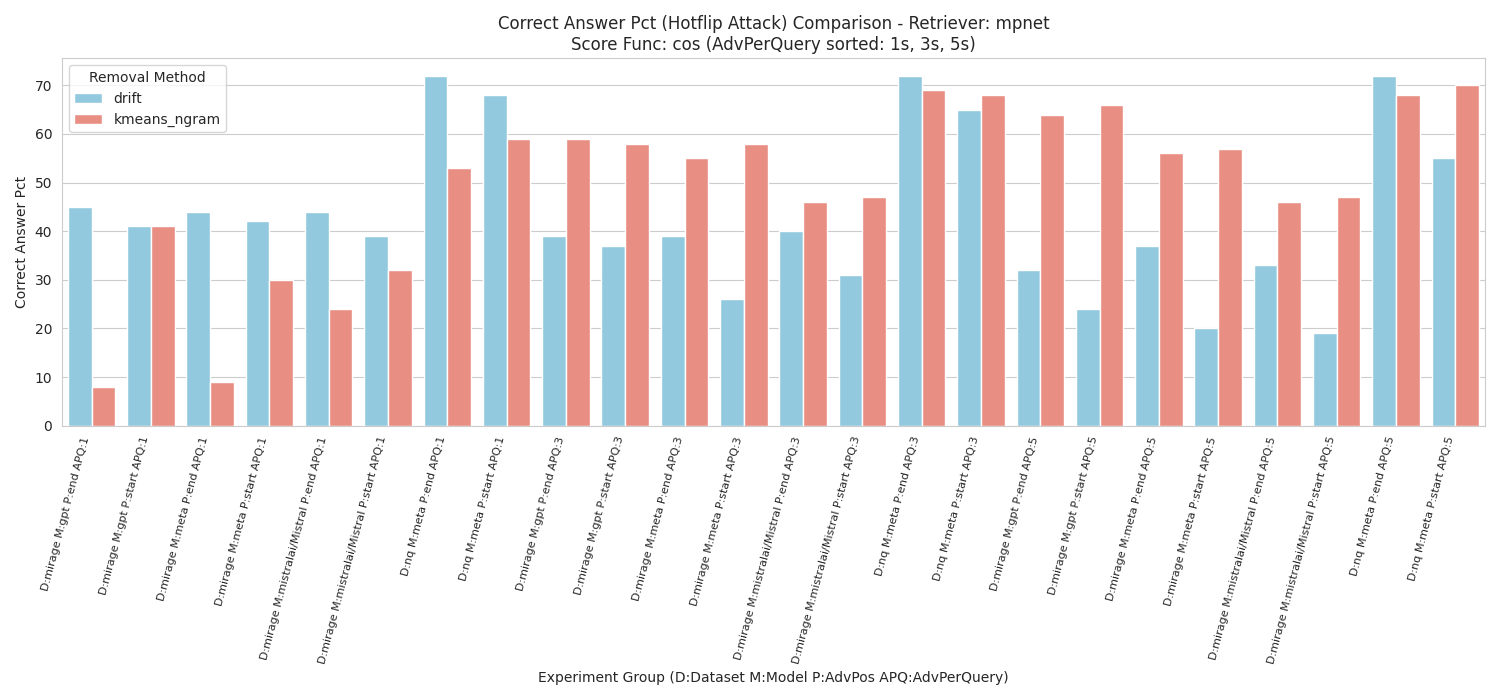 Correct Answer Pct (Hotflip Attack) Comparison - Retriever: mpnet
Score Func: cos (AdvPerQuery sorted: 1s, 3s, 5s)
Removal Method
drift
kmeans_ngram
Correct Answer Pct
70
60
50
40
30
20
10
0
D:mirage M:gpt P:end APQ:1
D:mirage M:gpt P:start APQ:1
D:mirage M:meta P:end APQ:1
D:mirage M:meta P:start APQ:1
D:mirage M:mistralai/Mistral P:end APQ:1
D:mirage M:mistralai/Mistral P:start APQ:1
D:nq M:meta P:end APQ:1
D:nq M:meta P:start APQ:1
D:mirage M:gpt P:end APQ:3
D:mirage M:gpt P:start APQ:3
D:mirage M:meta P:end APQ:3
D:mirage M:meta P:start APQ:3
D:mirage M:mistralai/Mistral P:end APQ:3
D:mirage M:mistralai/Mistral P:start APQ:3
D:nq M:meta P:end APQ:3
D:nq M:meta P:start APQ:3
D:mirage M:gpt P:end APQ:5
D:mirage M:gpt P:start APQ:5
D:mirage M:meta P:end APQ:5
D:mirage M:meta P:start APQ:5
D:mirage M:mistralai/Mistral P:end APQ:5
D:mirage M:mistralai/Mistral P:start APQ:5
D:nq M:meta P:end APQ:5
D:nq M:meta P:start APQ:5
Experiment Group (D:Dataset M:Model P:AdvPos APQ:AdvPerQuery)